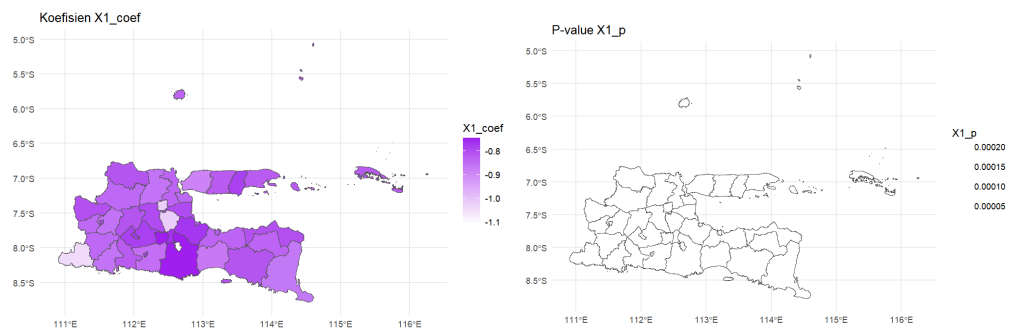 Koefisien X1_coef
5.0°S
5.5°S
6.0°S
6.5°S
7.0°S
7.5°S
8.0°S
8.5°S
111°E 112°E 113°E 114°E 115°E 116°E
X1_coef
-0.8
-0.9
-1.0
-1.1
P-value X1_p
5.0°S
5.5°S
6.0°S
6.5°S
7.0°S
7.5°S
8.0°S
8.5°S
111°E 112°E 113°E 114°E 115°E 116°E
X1_p
0.00020
0.00015
0.00010
0.00005